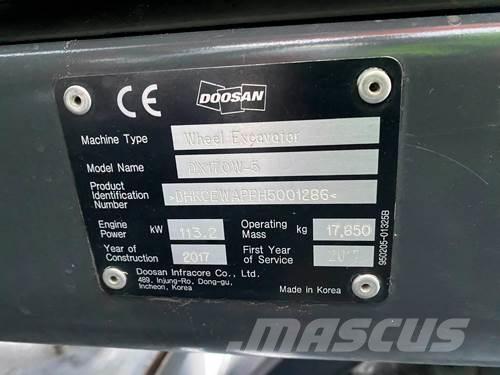 CE DOOSAN
Machine Type Wheel Excavator
Model Name DX170W-5
Product
Identification >DHKCEWAPPH5001286<
Number
Engine kW 113.2 Operating kg 17,650
Power Mass
Year of 2017 First Year
Construction of Service
Doosan Infracore Co., Ltd.
489, Injung-Ro, Dong-gu,
Incheon, Korea
Made in Korea
950205-01325B
MASCUS